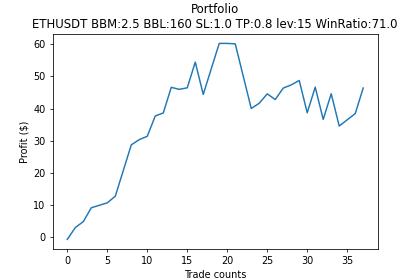 Portfolio
ETHUSDT BBM:2.5 BBL:160 SL:1.0 TP:0.8 lev:15 WinRatio:71.0
60
50
40
30
20
10
0
Profit ($)
0 5 10 15 20 25 30 35
Trade counts